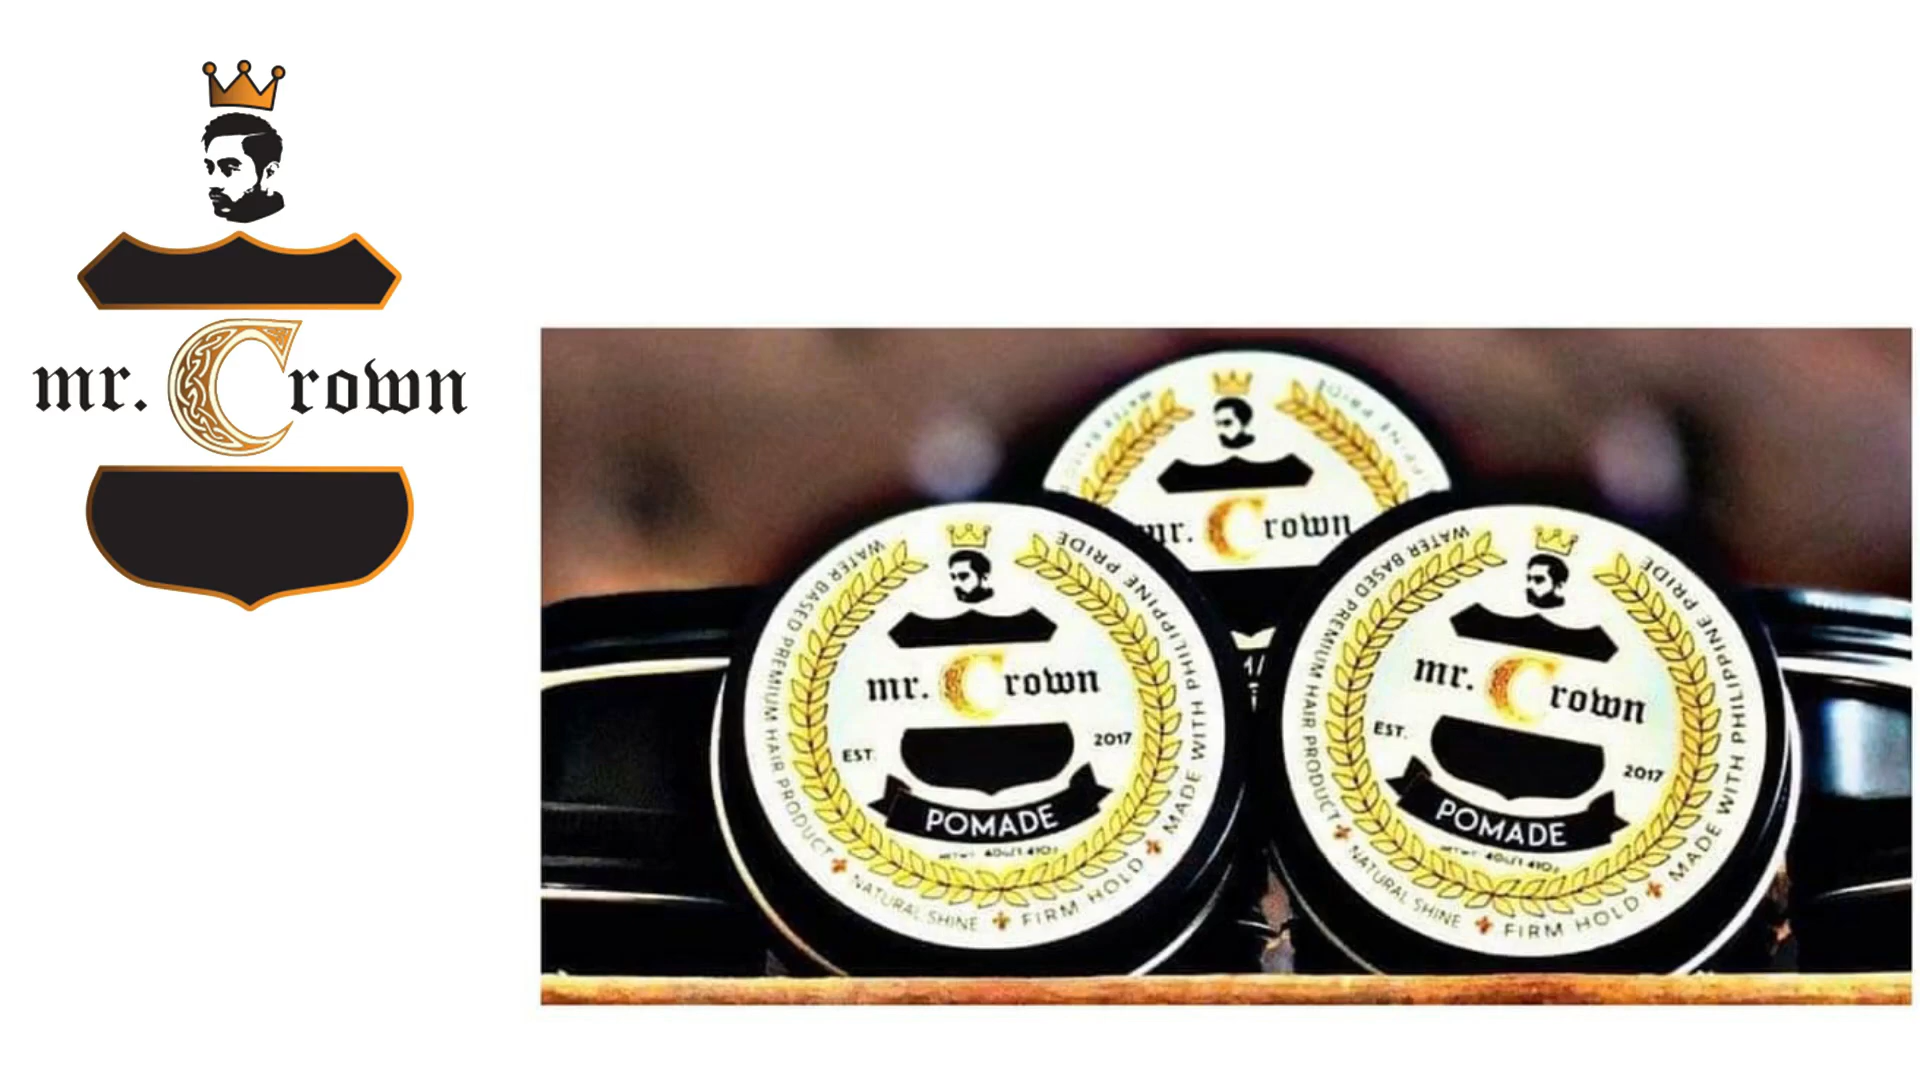 mr. Crown
mr. Crown
WATER BASED PREMIUM HAIR PRODUCT
MADE WITH PHILIPPINE PRIDE
mr. Crown
EST. 2017
POMADE
NATURAL SHINE FIRM HOLD
WATER BASED PREMIUM HAIR PRODUCT
MADE WITH PHILIPPINE PRIDE
mr. Crown
EST. 2017
POMADE
NATURAL SHINE FIRM HOLD